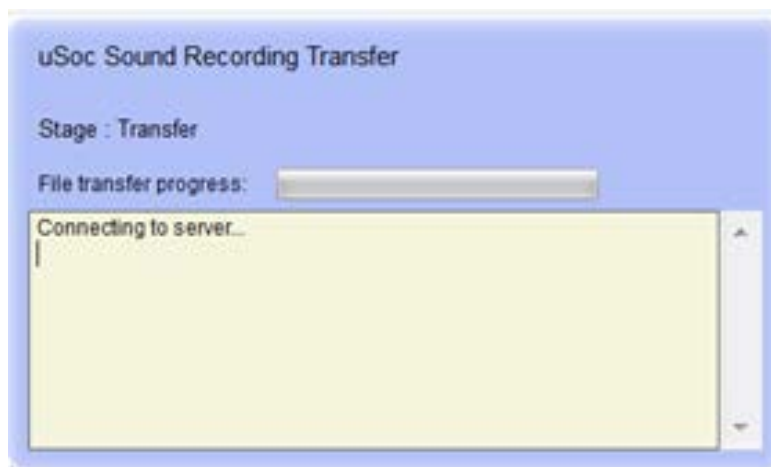 uSoc Sound Recording Transfer
Stage : Transfer
File transfer progress:
Connecting to server...